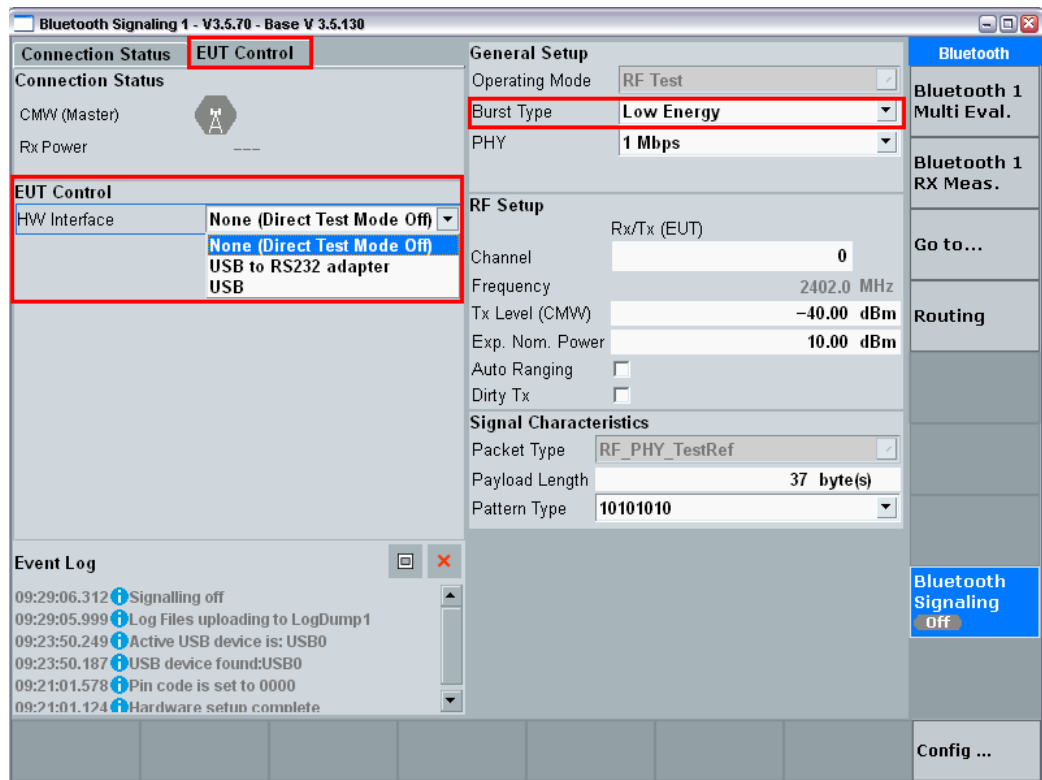 Bluetooth Signaling 1 - V3.5.70 - Base V 3.5.130
Connection Status
EUT Control
Connection Status
CMW (Master)
Rx Power ---
EUT Control
HW Interface None (Direct Test Mode Off)
None (Direct Test Mode Off)
USB to RS232 adapter
USB
General Setup
Operating Mode RF Test
Burst Type Low Energy
PHY 1 Mbps
RF Setup
Rx/Tx (EUT)
Channel 0
Frequency 2402.0 MHz
Tx Level (CMW) -40.00 dBm
Exp. Nom. Power 10.00 dBm
Auto Ranging
Dirty Tx
Signal Characteristics
Packet Type RF_PHY_TestRef
Payload Length 37 byte(s)
Pattern Type 10101010
Event Log
09:29:06.312 Signalling off
09:29:05.999 Log Files uploading to LogDump1
09:23:50.249 Active USB device is: USB0
09:23:50.187 USB device found:USB0
09:21:01.578 Pin code is set to 0000
09:21:01.124 Hardware setup complete
Bluetooth
Bluetooth 1
Multi Eval.
Bluetooth 1
RX Meas.
Go to...
Routing
Bluetooth
Signaling
Off
Config ...